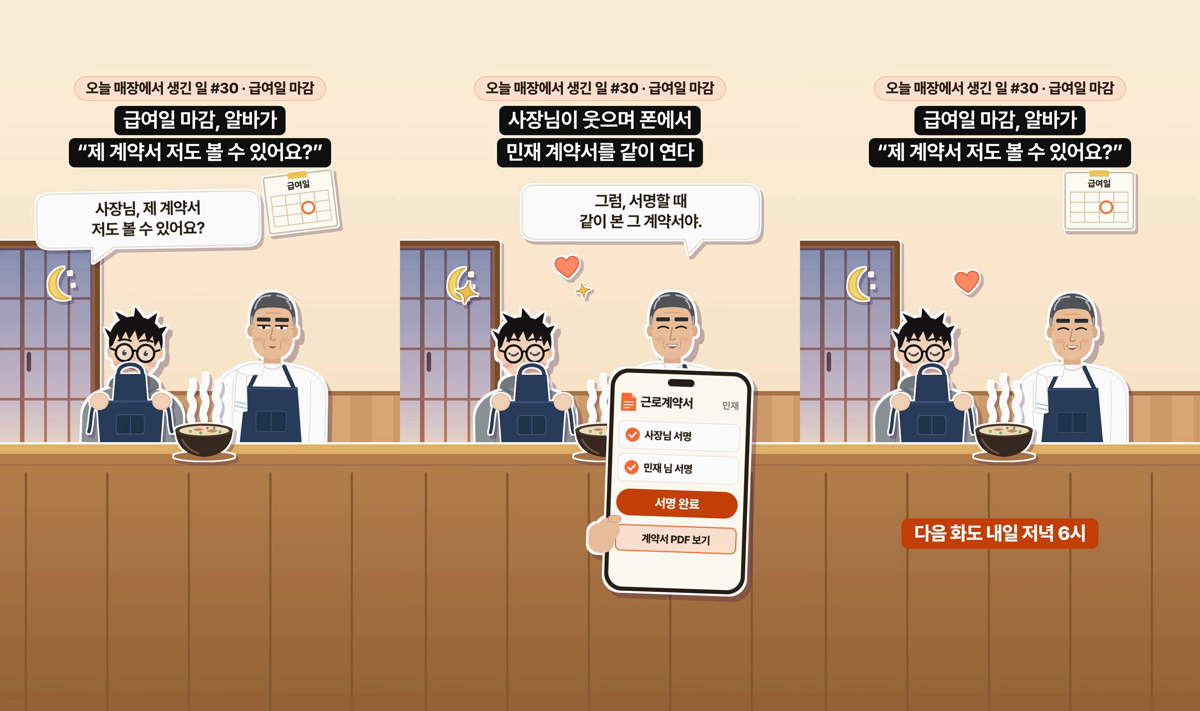 오늘 매장에서 생긴 일 #30 · 급여일 마감
급여일 마감, 알바가
“제 계약서 저도 볼 수 있어요?”
급여일
사장님, 제 계약서
저도 볼 수 있어요?
오늘 매장에서 생긴 일 #30 · 급여일 마감
사장님이 웃으며 폰에서
민재 계약서를 같이 연다
그럼, 서명할 때
같이 본 그 계약서야.
근로계약서 민재
사장님 서명
민재 님 서명
서명 완료
계약서 PDF 보기
오늘 매장에서 생긴 일 #30 · 급여일 마감
급여일 마감, 알바가
“제 계약서 저도 볼 수 있어요?”
급여일
다음 화도 내일 저녁 6시